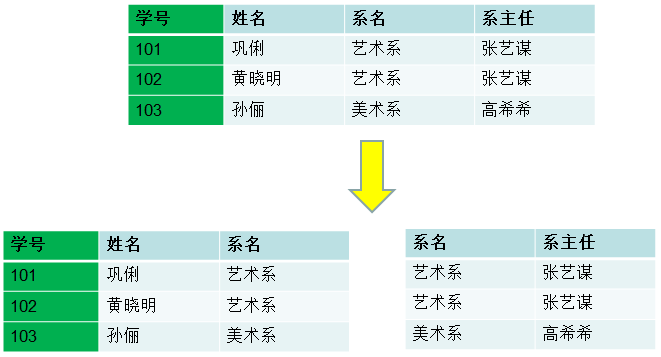 学号 姓名 系名 系主任
101 巩俐 艺术系 张艺谋
102 黄晓明 艺术系 张艺谋
103 孙俪 美术系 高希希
学号 姓名 系名
101 巩俐 艺术系
102 黄晓明 艺术系
103 孙俪 美术系
系名 系主任
艺术系 张艺谋
艺术系 张艺谋
美术系 高希希